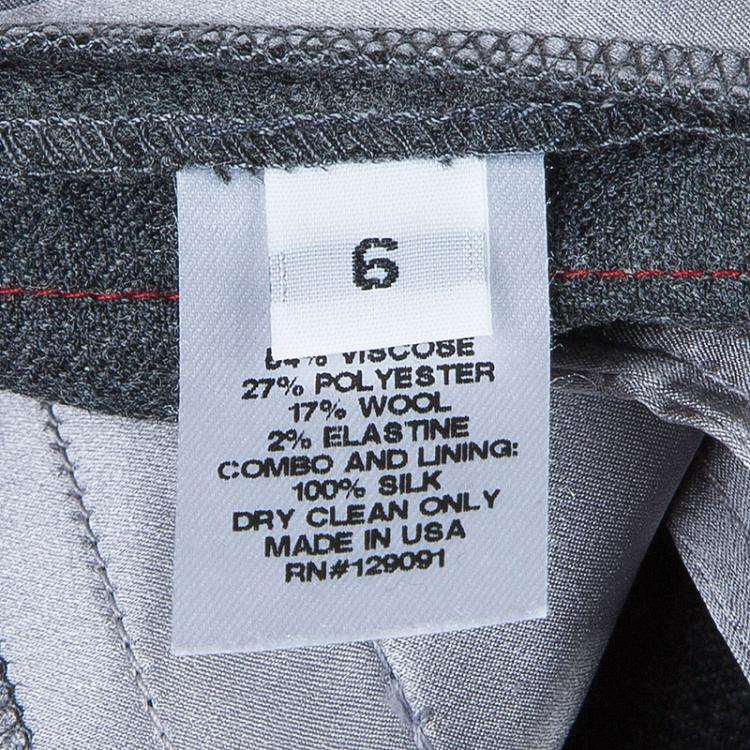 6
54% VISCOSE
27% POLYESTER
17% WOOL
2% ELASTINE
COMBO AND LINING:
100% SILK
DRY CLEAN ONLY
MADE IN USA
RN#129091